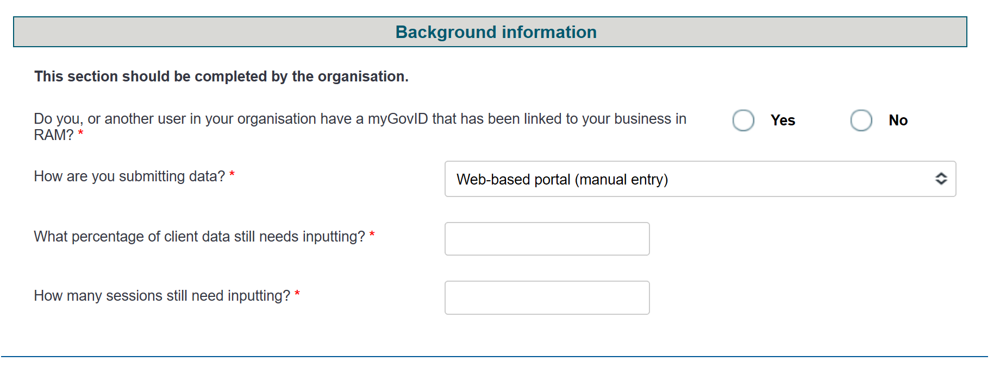 Background information
This section should be completed by the organisation.
Do you, or another user in your organisation have a myGovID that has been linked to your business in
RAM? *
Yes
No
How are you submitting data? *
Web-based portal (manual entry)
What percentage of client data still needs inputting? *
How many sessions still need inputting? *